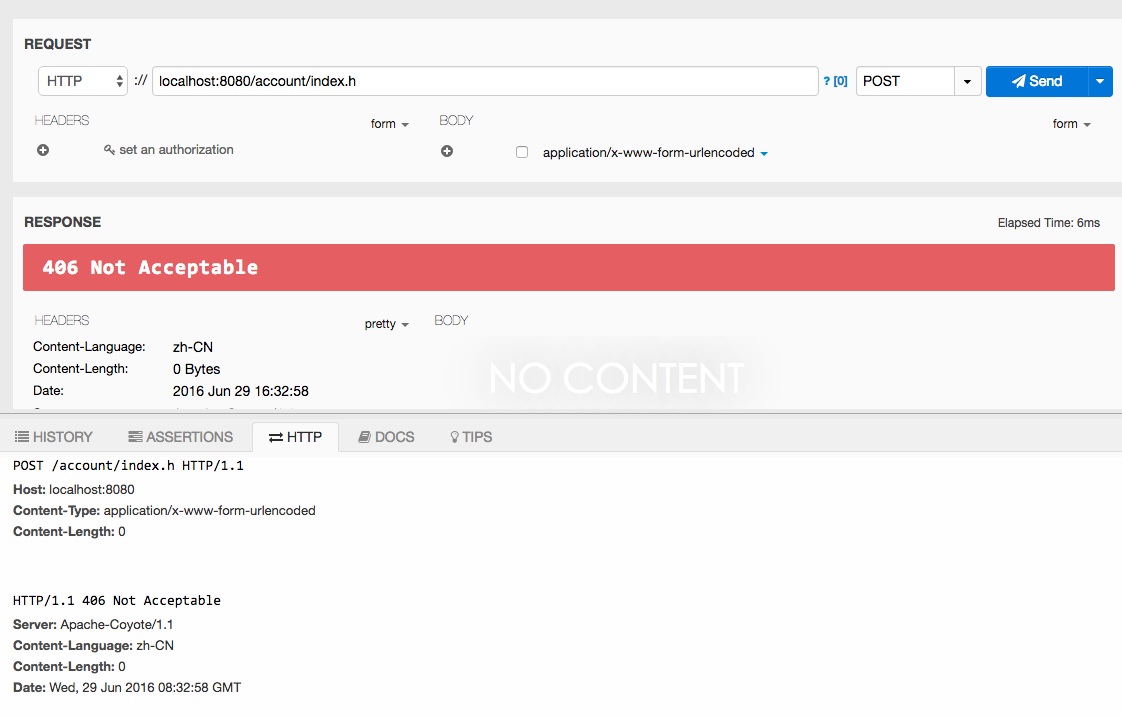 REQUEST
HTTP :// localhost:8080/account/index.h ? [0] POST Send
HEADERS form BODY form
set an authorization application/x-www-form-urlencoded
RESPONSE Elapsed Time: 6ms
406 Not Acceptable
HEADERS pretty BODY
Content-Language: zh-CN
Content-Length: 0 Bytes
NO CONTENT
Date: 2016 Jun 29 16:32:58
HISTORY ASSERTIONS HTTP DOCS TIPS
POST /account/index.h HTTP/1.1
Host: localhost:8080
Content-Type: application/x-www-form-urlencoded
Content-Length: 0
HTTP/1.1 406 Not Acceptable
Server: Apache-Coyote/1.1
Content-Language: zh-CN
Content-Length: 0
Date: Wed, 29 Jun 2016 08:32:58 GMT